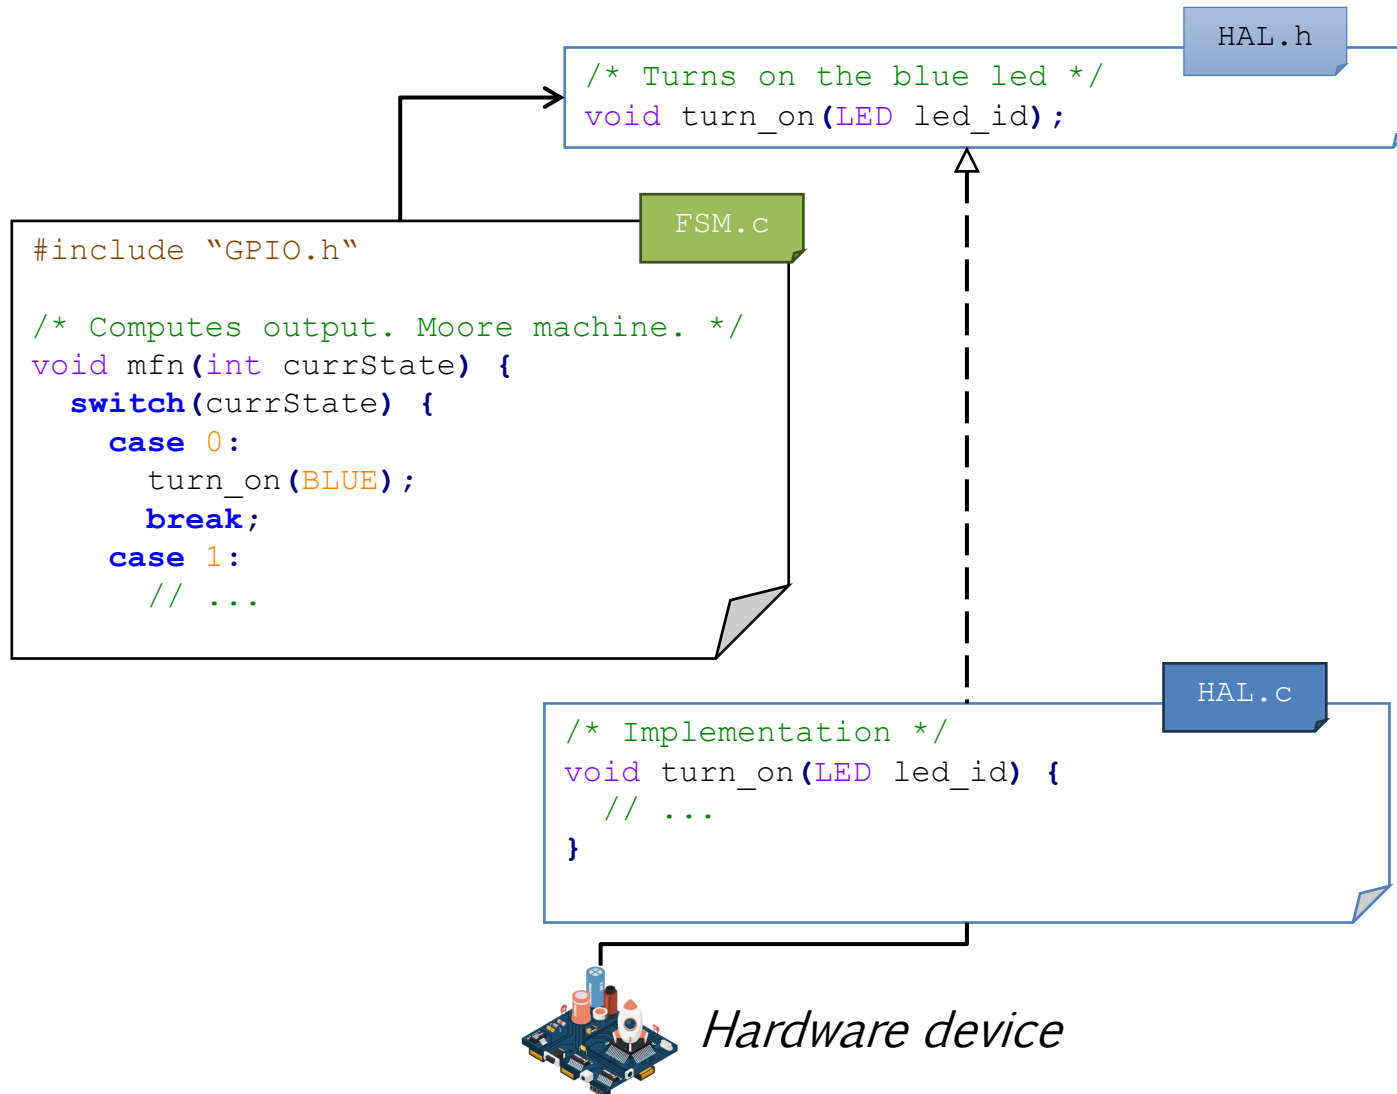 HAL.h
/* Turns on the blue led */
void turn_on(LED led_id);
FSM.c
#include “GPIO.h“
/* Computes output. Moore machine. */
void mfn(int currState) {
switch(currState) {
case 0:
turn_on(BLUE);
break;
case 1:
// ...
HAL.c
/* Implementation */
void turn_on(LED led_id) {
// ...
}
Hardware device